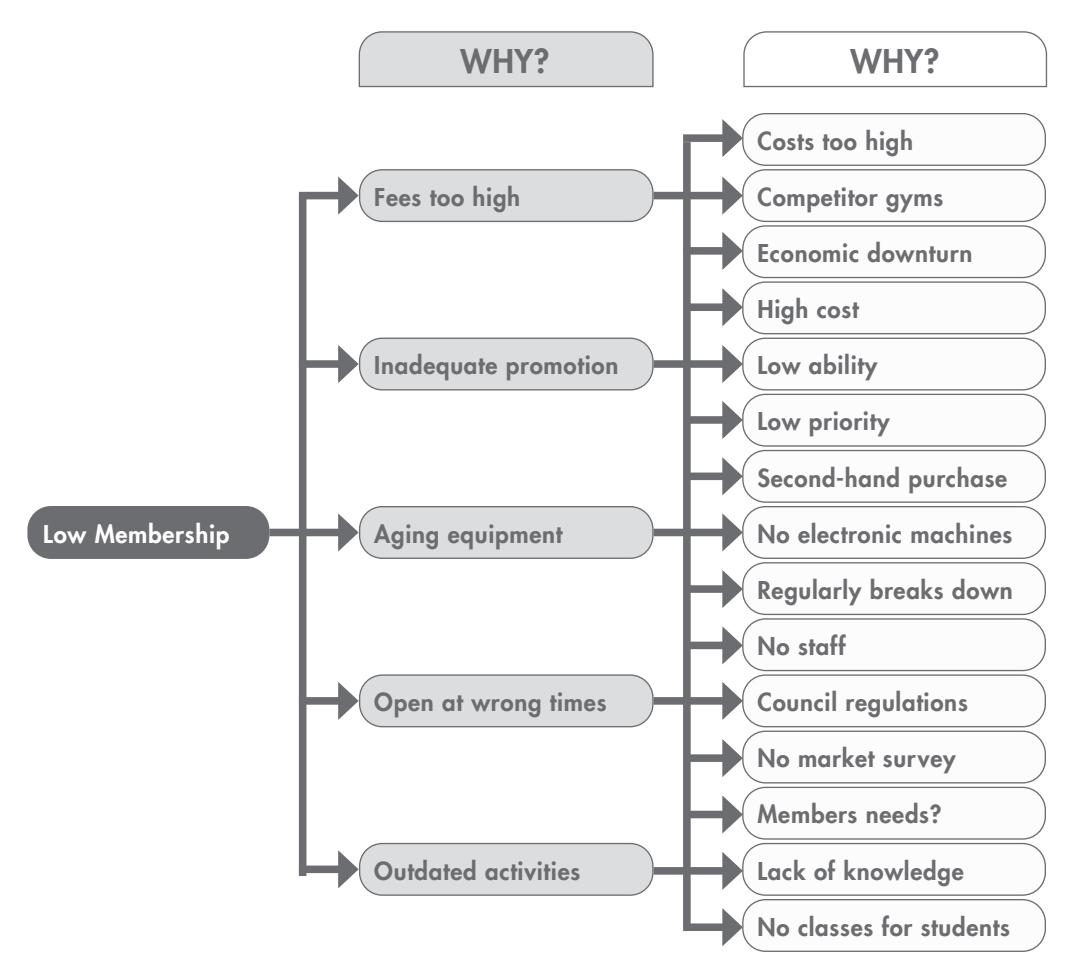 WHY?
WHY?
Costs too high
Fees too high
Competitor gyms
Economic downturn
High cost
Inadequate promotion
Low ability
Low priority
Second-hand purchase
Low Membership
Aging equipment
No electronic machines
Regularly breaks down
No staff
Open at wrong times
Council regulations
No market survey
Members needs?
Outdated activities
Lack of knowledge
No classes for students